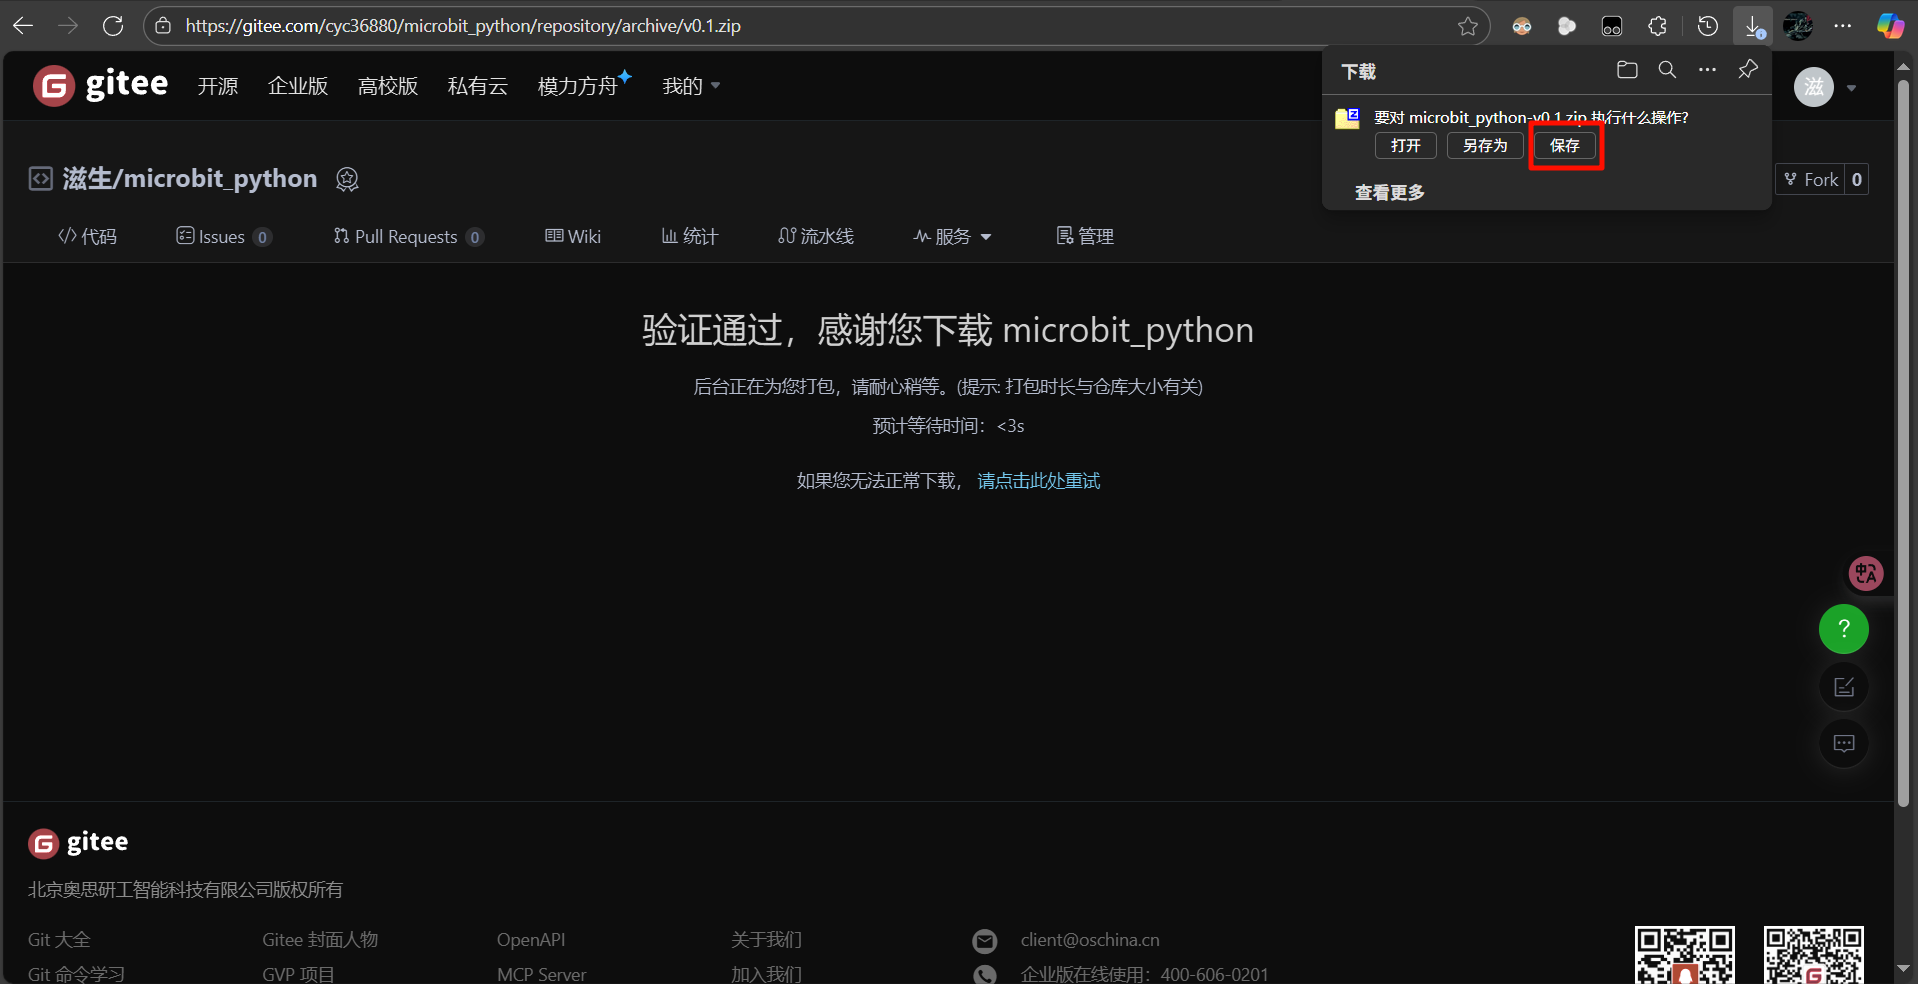 https://gitee.com/cyc36880/microbit_python/repository/archive/v0.1.zip
gitee 开源 企业版 高校版 私有云 模力方舟 我的
下载
滋
要对 microbit_python-v0.1.zip 执行什么操作?
打开 另存为 保存
查看更多
滋生/microbit_python
Fork 0
代码 Issues 0 Pull Requests 0 Wiki 统计 流水线 服务 管理
验证通过，感谢您下载 microbit_python
后台正在为您打包，请耐心稍等。(提示: 打包时长与仓库大小有关)
预计等待时间：<3s
如果您无法正常下载， 请点击此处重试
中A
?
gitee
北京奥思研工智能科技有限公司版权所有
Git 大全 Gitee 封面人物 OpenAPI 关于我们 client@oschina.cn
Git 命令学习 GVP 项目 MCP Server 加入我们 企业版在线使用：400-606-0201